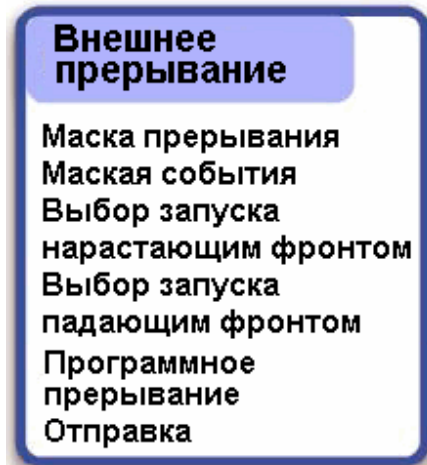 Внешнее
прерывание
Маска прерывания
Маская события
Выбор запуска
нарастающим фронтом
Выбор запуска
падающим фронтом
Программное
прерывание
Отправка